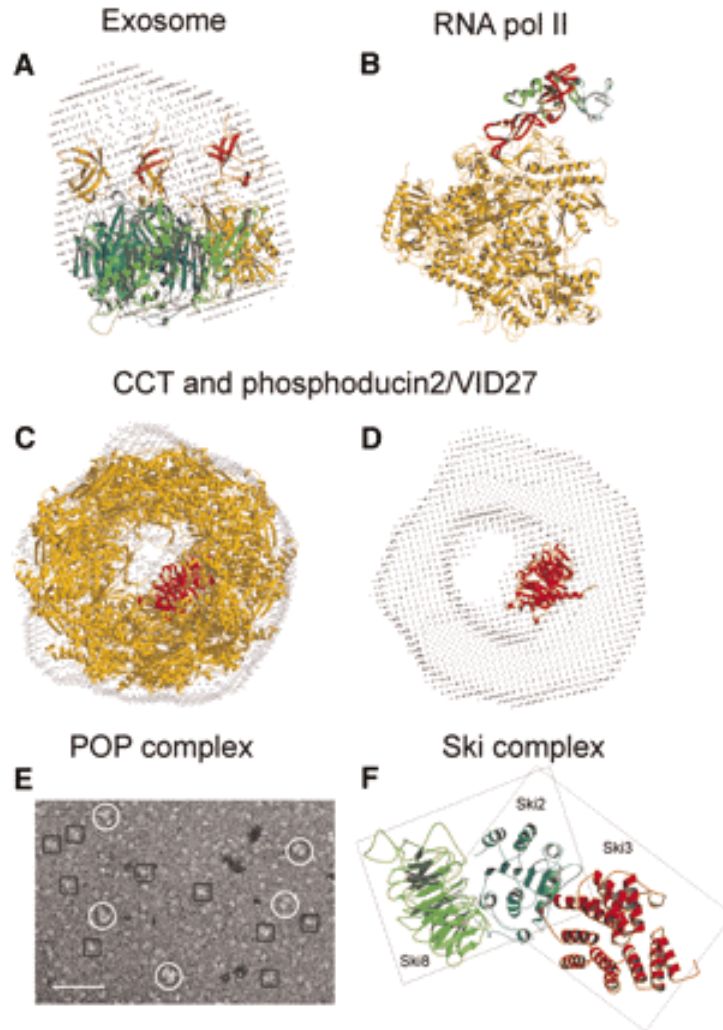 Exosome
RNA pol II
A
B
CCT and phosphoducin2/VID27
C
D
POP complex
Ski complex
E
F
Ski2
Ski3
Ski8